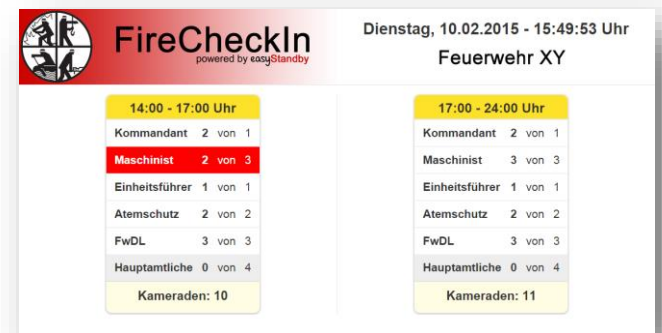 FireCheckIn
powered by easyStandby
Dienstag, 10.02.2015 - 15:49:53 Uhr
Feuerwehr XY
14:00 - 17:00 Uhr
Kommandant 2 von 1
Maschinist 2 von 3
Einheitsführer 1 von 1
Atemschutz 2 von 2
FwDL 3 von 3
Hauptamtliche 0 von 4
Kameraden: 10
17:00 - 24:00 Uhr
Kommandant 2 von 1
Maschinist 3 von 3
Einheitsführer 1 von 1
Atemschutz 2 von 2
FwDL 3 von 3
Hauptamtliche 0 von 4
Kameraden: 11